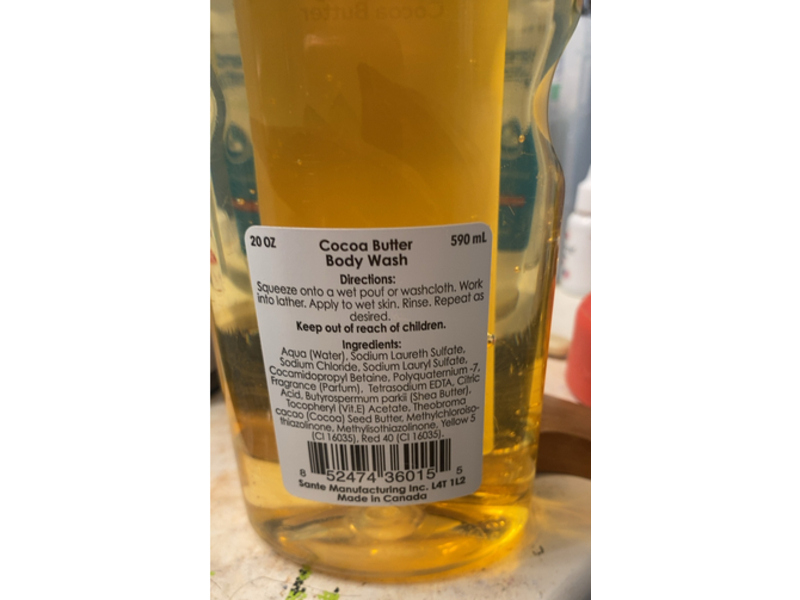 Cocoa Butter
20 OZ Cocoa Butter 590 mL
Body Wash
Directions:
Squeeze onto a wet pouf or washcloth. Work
into lather. Apply to wet skin. Rinse. Repeat as
desired.
Keep out of reach of children.
Ingredients:
Aqua (Water), Sodium Laureth Sulfate,
Sodium Chloride, Sodium Lauryl Sulfate,
Cocamidopropyl Betaine, Polyquaternium -7,
Fragrance (Parfum), Tetrasodium EDTA, Citric
Acid, Butyrospermum parkii (Shea Butter),
Tocopheryl (Vit.E) Acetate, Theobroma
cacao (Cocoa) Seed Butter, Methylchloroiso-
thiazolinone, Methylisothiazolinone, Yellow 5
(CI 16035), Red 40 (CI 16035).
8 52474 36015 5
Sante Manufacturing Inc. L4T 1L2
Made in Canada